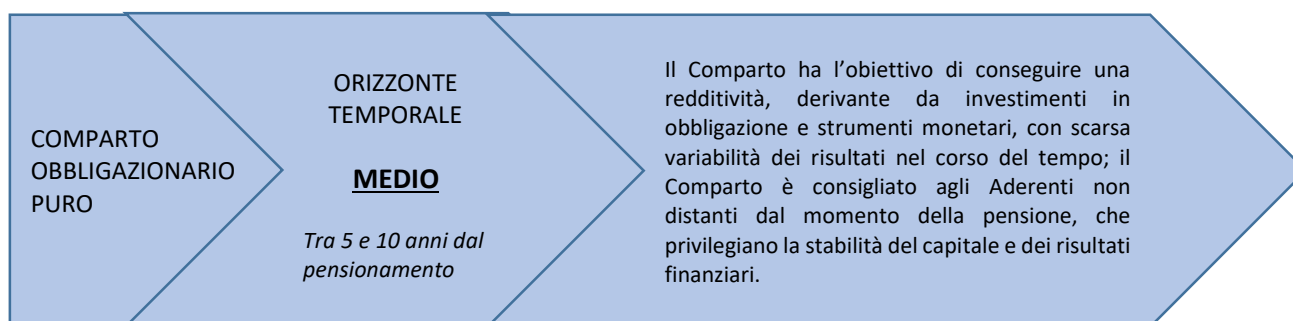 COMPARTO
OBBLIGAZIONARIO
PURO
ORIZZONTE
TEMPORALE
MEDIO
Tra 5 e 10 anni dal
pensionamento
Il Comparto ha l’obiettivo di conseguire una
redditività, derivante da investimenti in
obbligazione e strumenti monetari, con scarsa
variabilità dei risultati nel corso del tempo; il
Comparto è consigliato agli Aderenti non
distanti dal momento della pensione, che
privilegiano la stabilità del capitale e dei risultati
finanziari.